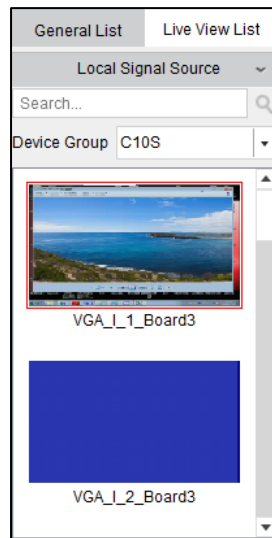 General List Live View List
Local Signal Source
Search...
Device Group C10S
VGA_I_1_Board3
VGA_I_2_Board3